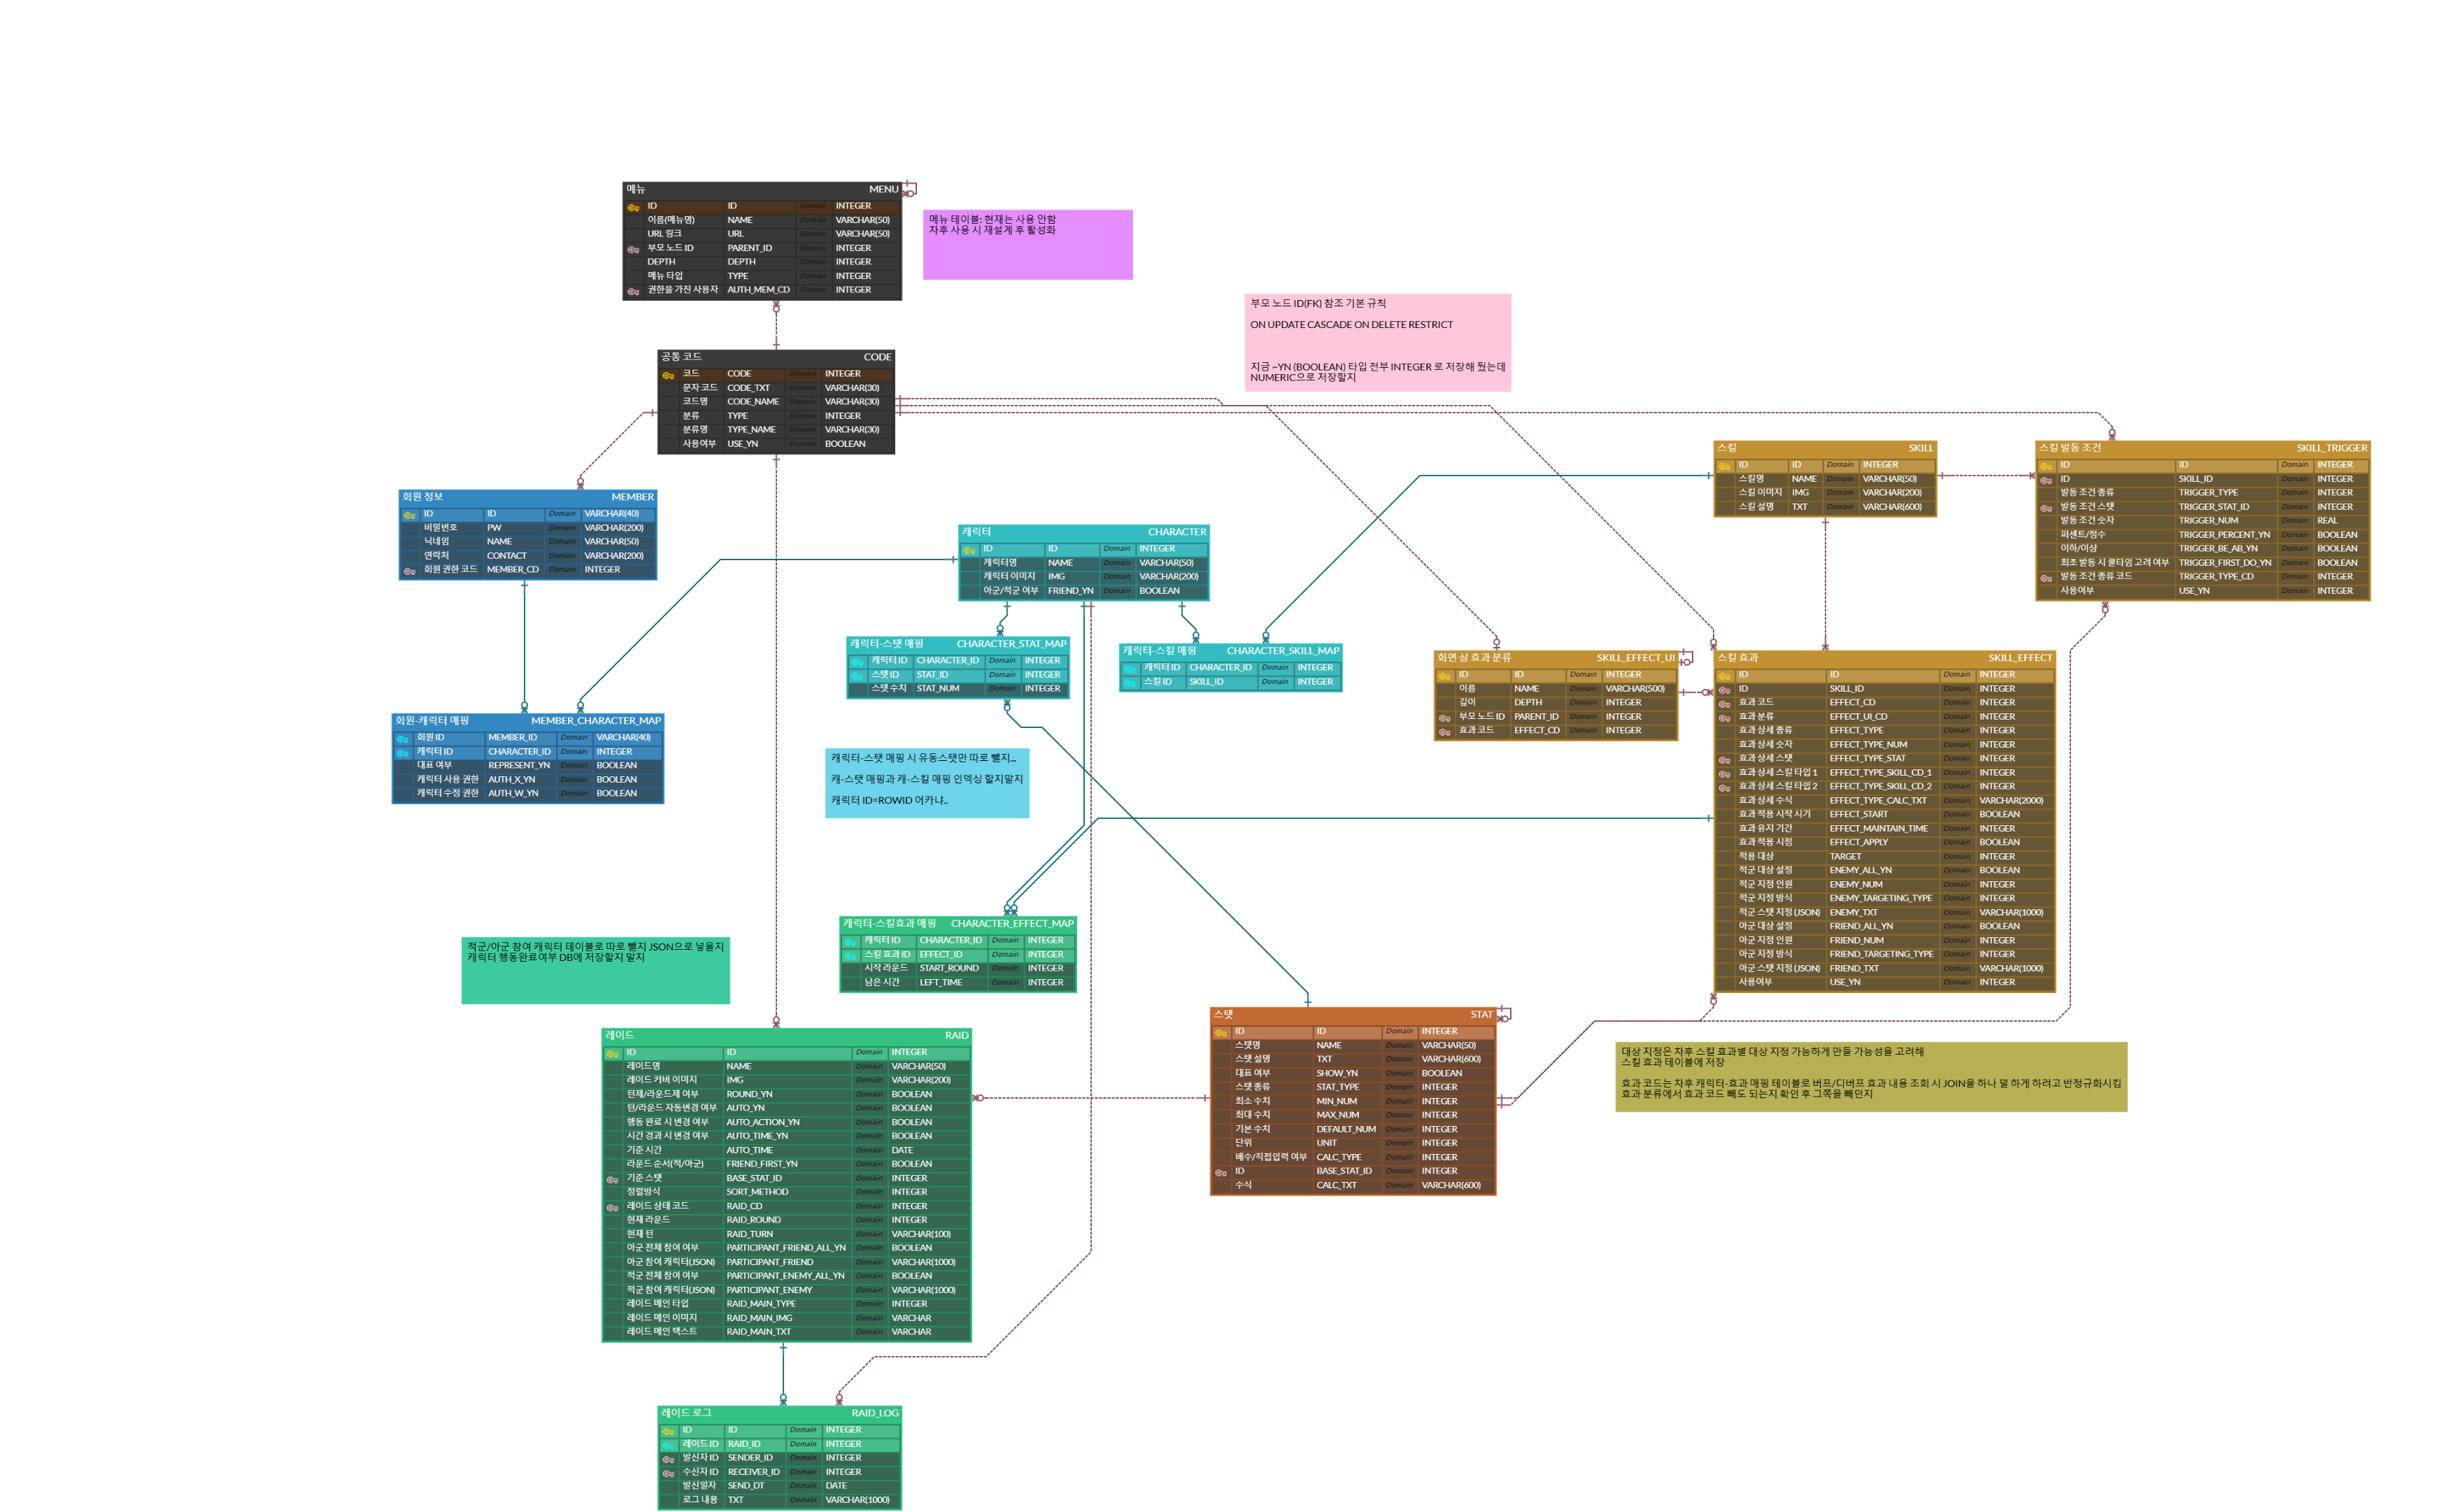 메뉴 MENU
ID ID Domain INTEGER
이름(메뉴명) NAME Domain VARCHAR(50)
URL 링크 URL Domain VARCHAR(50)
부모 노드 ID PARENT_ID Domain INTEGER
DEPTH DEPTH Domain INTEGER
메뉴 타입 TYPE Domain INTEGER
권한을 가진 사용자 AUTH_MEM_CD Domain INTEGER
메뉴 테이블: 현재는 사용 안함
차후 사용 시 재설계 후 활성화
부모 노드 ID(FK) 참조 기본 규칙
ON UPDATE CASCADE ON DELETE RESTRICT
지금 ~YN (BOOLEAN) 타입 전부 INTEGER 로 저장해 뒀는데
NUMERIC으로 저장할지
공통 코드 CODE
코드 CODE Domain INTEGER
문자 코드 CODE_TXT Domain VARCHAR(30)
코드명 CODE_NAME Domain VARCHAR(30)
분류 TYPE Domain INTEGER
분류명 TYPE_NAME Domain VARCHAR(30)
사용여부 USE_YN Domain BOOLEAN
스킬 SKILL
ID ID Domain INTEGER
스킬명 NAME Domain VARCHAR(50)
스킬 이미지 IMG Domain VARCHAR(200)
스킬 설명 TXT Domain VARCHAR(600)
스킬 발동 조건 SKILL_TRIGGER
ID ID Domain INTEGER
ID SKILL_ID Domain INTEGER
발동 조건 종류 TRIGGER_TYPE Domain INTEGER
발동 조건 스탯 TRIGGER_STAT_ID Domain INTEGER
발동 조건 숫자 TRIGGER_NUM Domain REAL
퍼센트/정수 TRIGGER_PERCENT_YN Domain BOOLEAN
이하/이상 TRIGGER_BE_AB_YN Domain BOOLEAN
최초 발동 시 쿨타임 고려 여부 TRIGGER_FIRST_DO_YN Domain BOOLEAN
발동 조건 종류 코드 TRIGGER_TYPE_CD Domain INTEGER
사용여부 USE_YN Domain INTEGER
회원 정보 MEMBER
ID ID Domain VARCHAR(40)
비밀번호 PW Domain VARCHAR(200)
닉네임 NAME Domain VARCHAR(50)
연락처 CONTACT Domain VARCHAR(200)
회원 권한 코드 MEMBER_CD Domain INTEGER
캐릭터 CHARACTER
ID ID Domain INTEGER
캐릭터명 NAME Domain VARCHAR(50)
캐릭터 이미지 IMG Domain VARCHAR(200)
아군/적군 여부 FRIEND_YN Domain BOOLEAN
캐릭터-스탯 매핑 CHARACTER_STAT_MAP
캐릭터 ID CHARACTER_ID Domain INTEGER
스탯 ID STAT_ID Domain INTEGER
스탯 수치 STAT_NUM Domain INTEGER
캐릭터-스킬 매핑 CHARACTER_SKILL_MAP
캐릭터 ID CHARACTER_ID Domain INTEGER
스킬 ID SKILL_ID Domain INTEGER
화면 상 효과 분류 SKILL_EFFECT_UI
ID ID Domain INTEGER
이름 NAME Domain VARCHAR(500)
깊이 DEPTH Domain INTEGER
부모 노드 ID PARENT_ID Domain INTEGER
효과 코드 EFFECT_CD Domain INTEGER
스킬 효과 SKILL_EFFECT
ID ID Domain INTEGER
ID SKILL_ID Domain INTEGER
효과 코드 EFFECT_CD Domain INTEGER
효과 분류 EFFECT_UI_CD Domain INTEGER
효과 상세 종류 EFFECT_TYPE Domain INTEGER
효과 상세 숫자 EFFECT_TYPE_NUM Domain INTEGER
효과 상세 스탯 EFFECT_TYPE_STAT Domain INTEGER
효과 상세 스킬 타입 1 EFFECT_TYPE_SKILL_CD_1 Domain INTEGER
효과 상세 스킬 타입 2 EFFECT_TYPE_SKILL_CD_2 Domain INTEGER
효과 상세 수식 EFFECT_TYPE_CALC_TXT Domain VARCHAR(2000)
효과 적용 시작 시기 EFFECT_START Domain BOOLEAN
효과 유지 기간 EFFECT_MAINTAIN_TIME Domain INTEGER
효과 적용 시점 EFFECT_APPLY Domain BOOLEAN
적용 대상 TARGET Domain INTEGER
적군 대상 설정 ENEMY_ALL_YN Domain BOOLEAN
적군 지정 인원 ENEMY_NUM Domain INTEGER
적군 지정 방식 ENEMY_TARGETING_TYPE Domain INTEGER
적군 스탯 지정 (JSON) ENEMY_TXT Domain VARCHAR(1000)
아군 대상 설정 FRIEND_ALL_YN Domain BOOLEAN
아군 지정 인원 FRIEND_NUM Domain INTEGER
아군 지정 방식 FRIEND_TARGETING_TYPE Domain INTEGER
아군 스탯 지정 (JSON) FRIEND_TXT Domain VARCHAR(1000)
사용여부 USE_YN Domain INTEGER
회원-캐릭터 매핑 MEMBER_CHARACTER_MAP
회원 ID MEMBER_ID Domain VARCHAR(40)
캐릭터 ID CHARACTER_ID Domain INTEGER
대표 여부 REPRESENT_YN Domain BOOLEAN
캐릭터 사용 권한 AUTH_X_YN Domain BOOLEAN
캐릭터 수정 권한 AUTH_W_YN Domain BOOLEAN
캐릭터-스탯 매핑 시 유동스탯만 따로 뺄지...
캐-스탯 매핑과 캐-스킬 매핑 인덱싱 할지말지
캐릭터 ID=ROWID 어카냐..
캐릭터-스킬효과 매핑 CHARACTER_EFFECT_MAP
캐릭터 ID CHARACTER_ID Domain INTEGER
스킬 효과 ID EFFECT_ID Domain INTEGER
시작 라운드 START_ROUND Domain INTEGER
남은 시간 LEFT_TIME Domain INTEGER
적군/아군 참여 캐릭터 테이블로 따로 뺄지 JSON으로 넣을지
캐릭터 행동완료여부 DB에 저장할지 말지
스탯 STAT
ID ID Domain INTEGER
스탯명 NAME Domain VARCHAR(50)
스탯 설명 TXT Domain VARCHAR(600)
대표 여부 SHOW_YN Domain BOOLEAN
스탯 종류 STAT_TYPE Domain INTEGER
최소 수치 MIN_NUM Domain INTEGER
최대 수치 MAX_NUM Domain INTEGER
기본 수치 DEFAULT_NUM Domain INTEGER
단위 UNIT Domain INTEGER
배수/직접입력 여부 CALC_TYPE Domain INTEGER
ID BASE_STAT_ID Domain INTEGER
수식 CALC_TXT Domain VARCHAR(600)
대상 지정은 차후 스킬 효과별 대상 지정 가능하게 만들 가능성을 고려해
스킬 효과 테이블에 저장
효과 코드는 차후 캐릭터-효과 매핑 테이블로 버프/디버프 효과 내용 조회 시 JOIN을 하나 덜 하게 하려고 반정규화시킴
효과 분류에서 효과 코드 빼도 되는지 확인 후 그쪽을 빼던지
레이드 RAID
ID ID Domain INTEGER
레이드명 NAME Domain VARCHAR(50)
레이드 커버 이미지 IMG Domain VARCHAR(200)
턴제/라운드제 여부 ROUND_YN Domain BOOLEAN
턴/라운드 자동변경 여부 AUTO_YN Domain BOOLEAN
행동 완료 시 변경 여부 AUTO_ACTION_YN Domain BOOLEAN
시간 경과 시 변경 여부 AUTO_TIME_YN Domain BOOLEAN
기준 시간 AUTO_TIME Domain DATE
라운드 순서(적/아군) FRIEND_FIRST_YN Domain BOOLEAN
기준 스탯 BASE_STAT_ID Domain INTEGER
정렬방식 SORT_METHOD Domain INTEGER
레이드 상태 코드 RAID_CD Domain INTEGER
현재 라운드 RAID_ROUND Domain INTEGER
현재 턴 RAID_TURN Domain VARCHAR(100)
아군 전체 참여 여부 PARTICIPANT_FRIEND_ALL_YN Domain BOOLEAN
아군 참여 캐릭터(JSON) PARTICIPANT_FRIEND Domain VARCHAR(1000)
적군 전체 참여 여부 PARTICIPANT_ENEMY_ALL_YN Domain BOOLEAN
적군 참여 캐릭터(JSON) PARTICIPANT_ENEMY Domain VARCHAR(1000)
레이드 메인 타입 RAID_MAIN_TYPE Domain INTEGER
레이드 메인 이미지 RAID_MAIN_IMG Domain VARCHAR
레이드 메인 텍스트 RAID_MAIN_TXT Domain VARCHAR
레이드 로그 RAID_LOG
ID ID Domain INTEGER
레이드 ID RAID_ID Domain INTEGER
발신자 ID SENDER_ID Domain INTEGER
수신자 ID RECEIVER_ID Domain INTEGER
발신일자 SEND_DT Domain DATE
로그 내용 TXT Domain VARCHAR(1000)